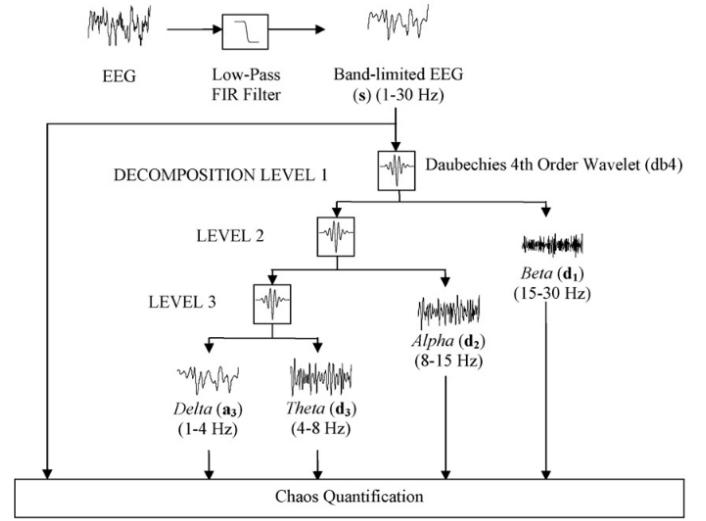 EEG
Low-Pass
FIR Filter
Band-limited EEG
(s) (1-30 Hz)
Daubechies 4th Order Wavelet (db4)
DECOMPOSITION LEVEL 1
LEVEL 2
Beta (d₁)
(15-30 Hz)
LEVEL 3
Alpha (d₂)
(8-15 Hz)
Delta (a₃)
(1-4 Hz)
Theta (d₃)
(4-8 Hz)
Chaos Quantification